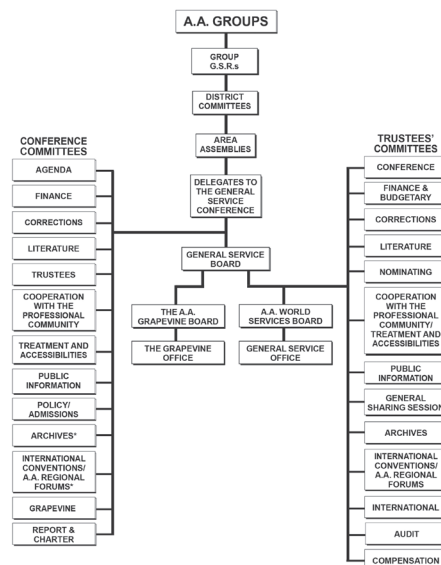 A.A. GROUPS
GROUP
G.S.R.s
DISTRICT
COMMITTEES
AREA
ASSEMBLIES
DELEGATES TO
THE GENERAL
SERVICE
CONFERENCE
GENERAL SERVICE
BOARD
THE A.A.
GRAPEVINE BOARD
THE GRAPEVINE
OFFICE
A.A. WORLD
SERVICES BOARD
GENERAL SERVICE
OFFICE
CONFERENCE
COMMITTEES
AGENDA
FINANCE
CORRECTIONS
LITERATURE
TRUSTEES
COOPERATION
WITH THE
PROFESSIONAL
COMMUNITY
TREATMENT AND
ACCESSIBILITIES
PUBLIC
INFORMATION
POLICY/
ADMISSIONS
ARCHIVES*
INTERNATIONAL
CONVENTIONS/
A.A. REGIONAL
FORUMS*
GRAPEVINE
REPORT &
CHARTER
TRUSTEES'
COMMITTEES
CONFERENCE
FINANCE &
BUDGETARY
CORRECTIONS
LITERATURE
NOMINATING
COOPERATION
WITH THE
PROFESSIONAL
COMMUNITY/
TREATMENT AND
ACCESSIBILITIES
PUBLIC
INFORMATION
GENERAL
SHARING SESSION
ARCHIVES
INTERNATIONAL
CONVENTIONS/
A.A. REGIONAL
FORUMS
INTERNATIONAL
AUDIT
COMPENSATION